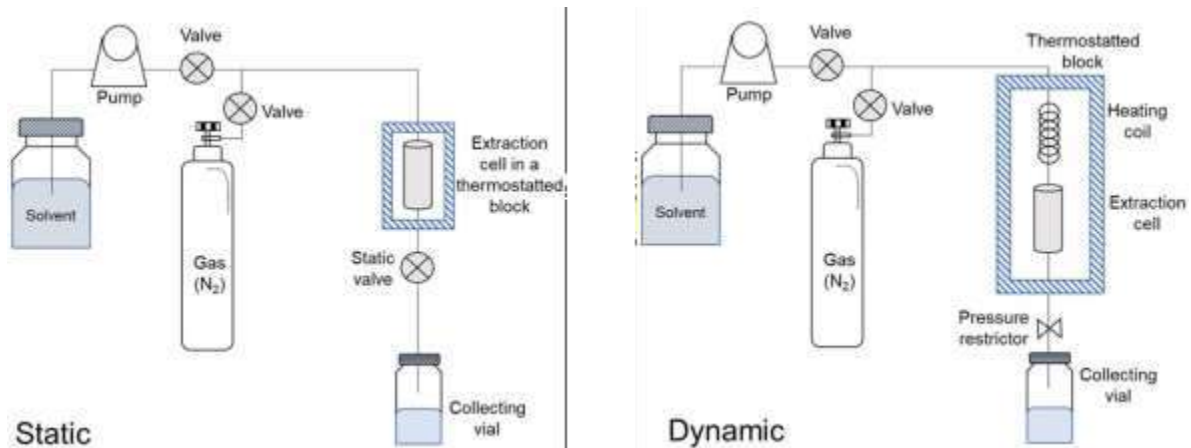 Valve
Pump
Valve
Solvent
Gas
(N₂)
Extraction
cell in a
thermostatted
block
Static
valve
Collecting
vial
Static
Valve
Pump
Valve
Solvent
Gas
(N₂)
Thermostatted
block
Heating
coil
Extraction
cell
Pressure
restrictor
Collecting
vial
Dynamic